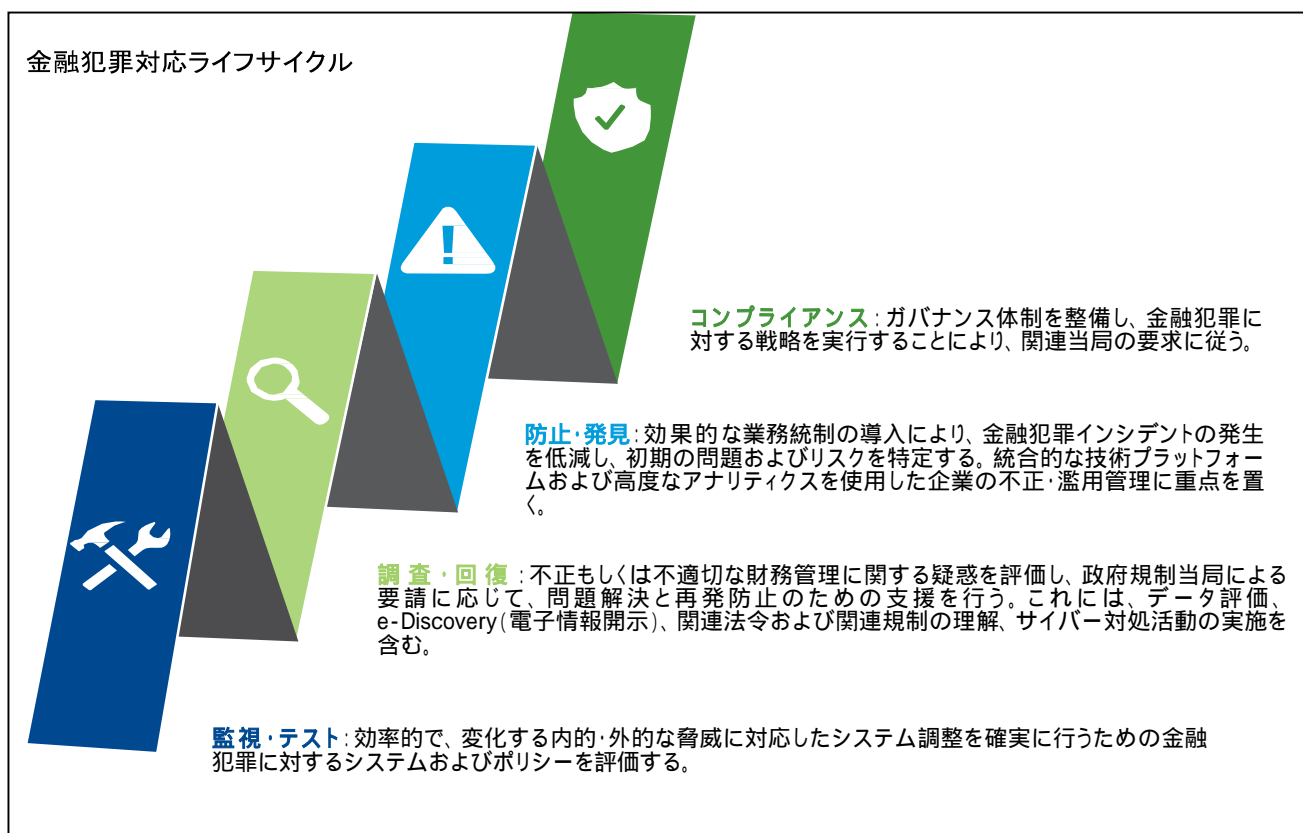 金融犯罪対応ライフサイクル
コンプライアンス：ガバナンス体制を整備し、金融犯罪に
対する戦略を実行することにより、関連当局の要求に従う。
防止・発見：効果的な業務統制の導入により、金融犯罪インシデントの発生
を低減し、初期の問題およびリスクを特定する。統合的な技術プラットフォー
ムおよび高度なアナリティクスを使用した企業の不正・濫用管理に重点を置
く。
調査・回復：不正もしくは不適切な財務管理に関する疑惑を評価し、政府規制当局による
要請に応じて、問題解決と再発防止のための支援を行う。これには、データ評価、
e-Discovery(電子情報開示)、関連法令および関連規制の理解、サイバー対処活動の実施を
含む。
監視・テスト：効率的で、変化する内的・外的な脅威に対応したシステム調整を確実に行うための金融
犯罪に対するシステムおよびポリシーを評価する。